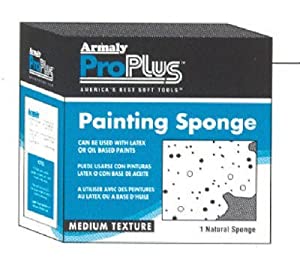 Armaly
ProPlus™
AMERICA'S BEST SOFT TOOLS™
Painting Sponge
CAN BE USED WITH LATEX
OR OIL BASED PAINTS
PUEDE USARSE CON PINTURAS
LATEX O CON BASE DE ACEITE
A UTILISER AVEC DES PEINTURES
AU LATEX OU A BASE D'HUILE
MEDIUM TEXTURE
1 Natural Sponge